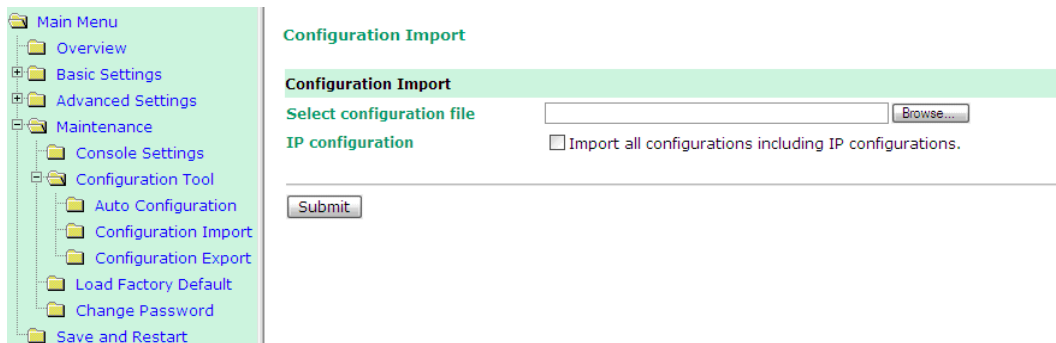 Main Menu
Overview
Basic Settings
Advanced Settings
Maintenance
Console Settings
Configuration Tool
Auto Configuration
Configuration Import
Configuration Export
Load Factory Default
Change Password
Save and Restart
Configuration Import
Configuration Import
Select configuration file Browse...
IP configuration Import all configurations including IP configurations.
Submit